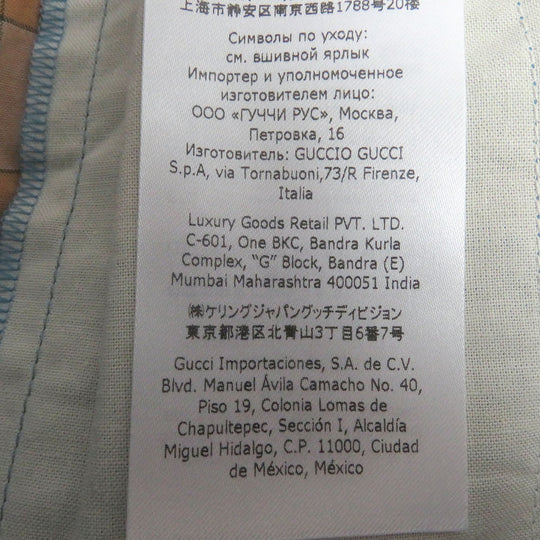 上海市静安区南京西路1788号20楼
Символы по уходу:
см. вшивной ярлык
Импортер и уполномоченное
изготовителем лицо:
ООО «ГУЧЧИ РУС», Москва,
Петровка, 16
Изготовитель: GUCCIO GUCCI
S.p.A, via Tornabuoni,73/R Firenze,
Italia
Luxury Goods Retail PVT. LTD.
C-601, One BKC, Bandra Kurla
Complex, “G” Block, Bandra (E)
Mumbai Maharashtra 400051 India
㈱ケリングジャパングッチディビジョン
東京都港区北青山3丁目6番7号
Gucci Importaciones, S.A. de C.V.
Blvd. Manuel Ávila Camacho No. 40,
Piso 19, Colonia Lomas de
Chapultepec, Sección I, Alcaldía
Miguel Hidalgo, C.P. 11000, Ciudad
de México, México